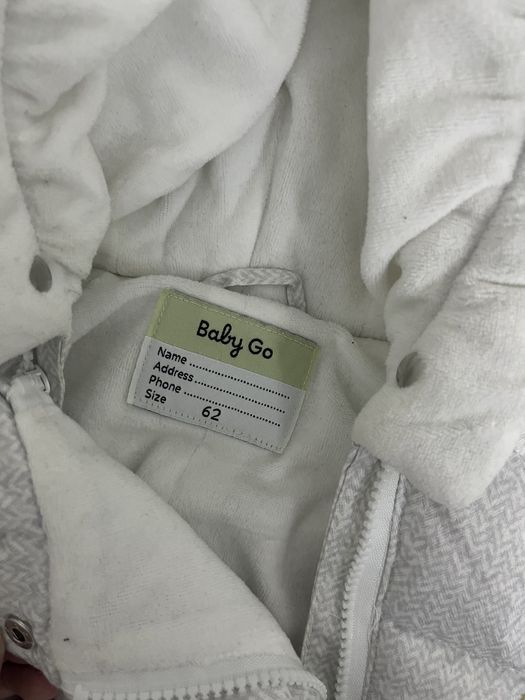 Baby Go
Name ..............................
Address ..........................
Phone ..............................
Size 62